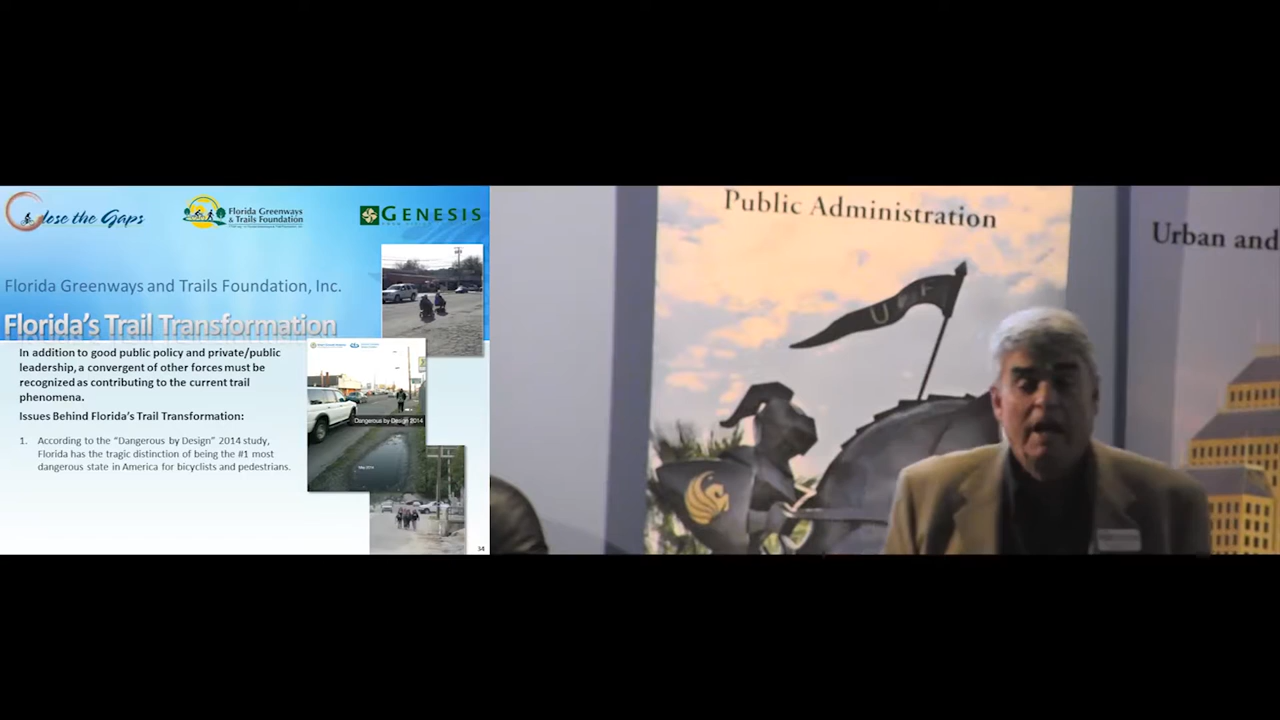 Close the Gaps
Florida Greenways
& Trails Foundation
GENESIS
Florida Greenways and Trails Foundation, Inc.
Florida's Trail Transformation
In addition to good public policy and private/public
leadership, a convergent of other forces must be
recognized as contributing to the current trail
phenomena.
Issues Behind Florida's Trail Transformation:
1. According to the "Dangerous by Design" 2014 study,
Florida has the tragic distinction of being the #1 most
dangerous state in America for bicyclists and pedestrians.
Dangerous by Design 2014
May 2014
34
Public Administration
UCF
Urban and